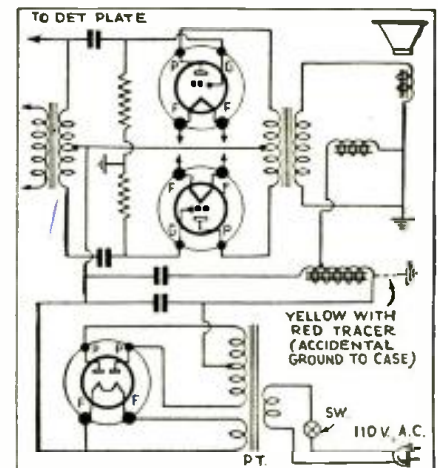 TO DET PLATE
P G
F F
F F
G P
YELLOW WITH
RED TRACER
(ACCIDENTAL
GROUND TO CASE)
P P
F F
SW.
110 V. A.C.
P.T.